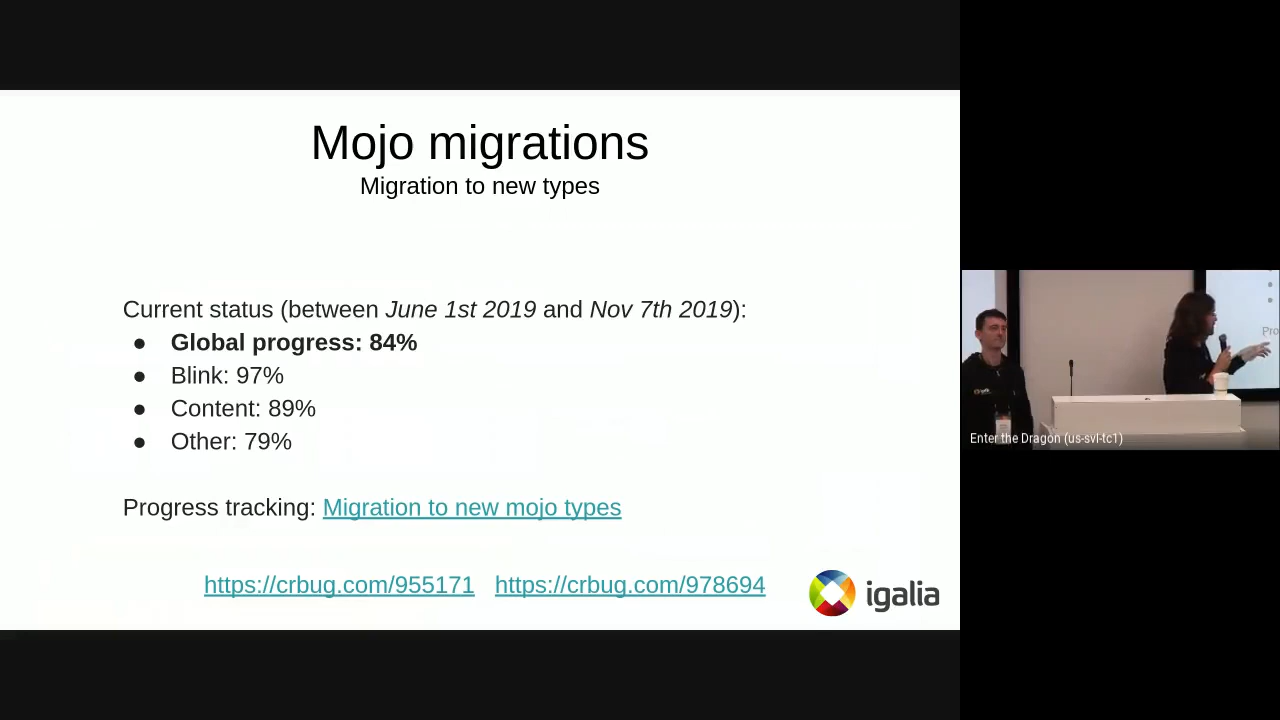 Mojo migrations
Migration to new types
Current status (between June 1st 2019 and Nov 7th 2019):
● Global progress: 84%
● Blink: 97%
● Content: 89%
● Other: 79%
Progress tracking: Migration to new mojo types
https://crbug.com/955171 https://crbug.com/978694
igalia
Pro
Enter the Dragon (us-svl-tc1)